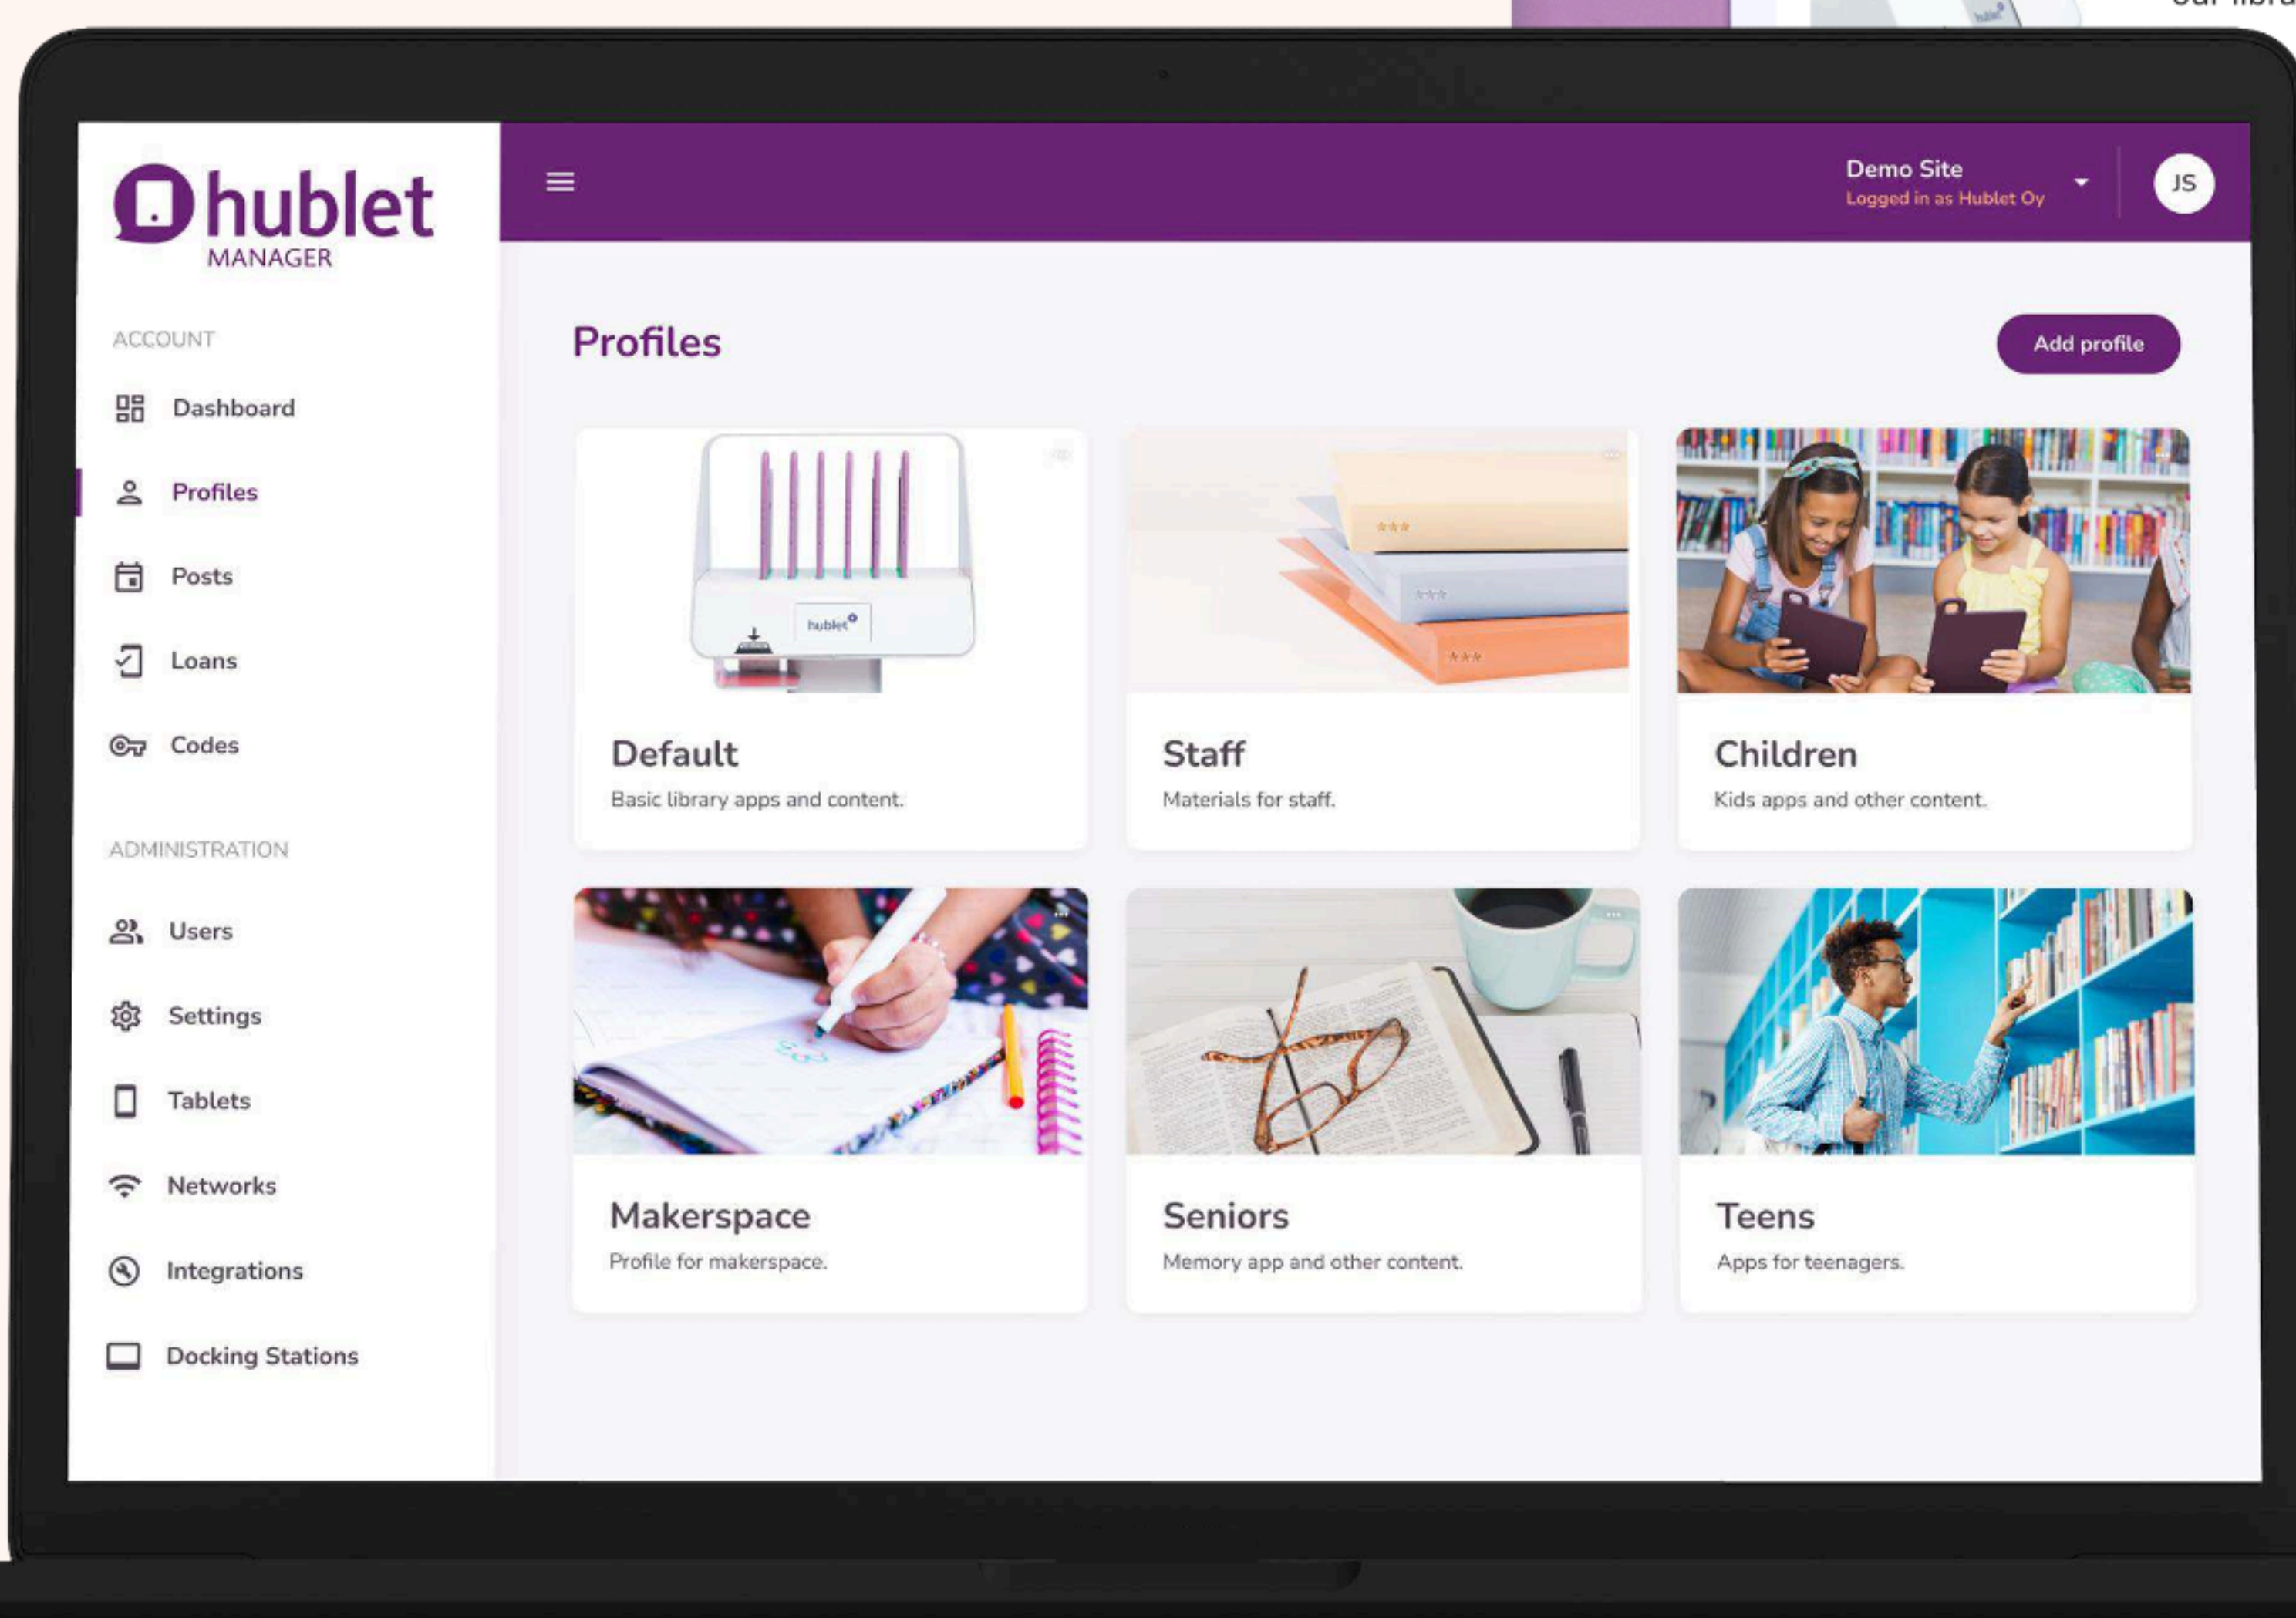 hublet
MANAGER
Demo Site
Logged in as Hublet Oy
JS
ACCOUNT
Dashboard
Profiles
Posts
Loans
Codes
ADMINISTRATION
Users
Settings
Tablets
Networks
Integrations
Docking Stations
Profiles
Add profile
hublet
Default
Basic library apps and content.
Staff
Materials for staff.
Children
Kids apps and other content.
Makerspace
Profile for makerspace.
Seniors
Memory app and other content.
Teens
Apps for teenagers.